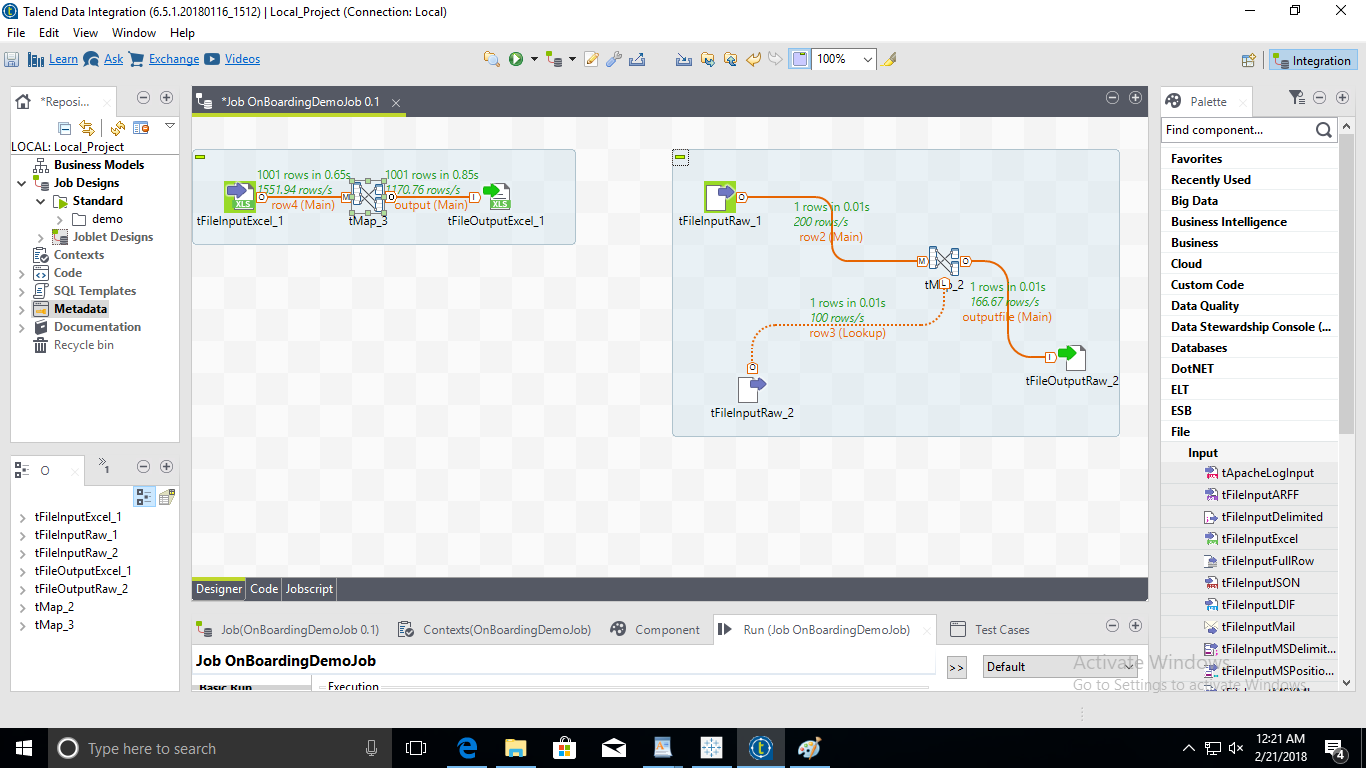 Talend Data Integration (6.5.1.20180116_1512) | Local_Project (Connection: Local)
File Edit View Window Help
Learn Ask Exchange Videos
100%
Integration
*Reposi...
LOCAL: Local_Project
Business Models
Job Designs
Standard
demo
Joblet Designs
Contexts
Code
SQL Templates
Metadata
Documentation
Recycle bin
O
1
tFileInputExcel_1
tFileInputRaw_1
tFileInputRaw_2
tFileOutputExcel_1
tFileOutputRaw_2
tMap_2
tMap_3
*Job OnBoardingDemoJob 0.1
1001 rows in 0.65s
1551.94 rows/s
row4 (Main)
1001 rows in 0.85s
1170.76 rows/s
output (Main)
XLS
O
M
O
I
XLS
tFileInputExcel_1
tMap_3
tFileOutputExcel_1
O
tFileInputRaw_1
1 rows in 0.01s
200 rows/s
row2 (Main)
M
O
L
1 rows in 0.01s
166.67 rows/s
outputfile (Main)
1 rows in 0.01s
100 rows/s
row3 (Lookup)
I
tFileOutputRaw_2
O
tFileInputRaw_2
Designer Code Jobscript
Job(OnBoardingDemoJob 0.1) Contexts(OnBoardingDemoJob) Component Run (Job OnBoardingDemoJob) Test Cases
Job OnBoardingDemoJob
>> Default
Basic Run
Execution
Palette
Find component...
Favorites
Recently Used
Big Data
Business Intelligence
Business
Cloud
Custom Code
Data Quality
Data Stewardship Console (...
Databases
DotNET
ELT
ESB
File
Input
tApacheLogInput
tFileInputARFF
tFileInputDelimited
tFileInputExcel
tFileInputFullRow
tFileInputJSON
tFileInputLDIF
tFileInputMail
tFileInputMSDelimit...
tFileInputMSPositio...
Activate Windows
Go to Settings to activate Windows.
Type here to search
12:21 AM
2/21/2018
4